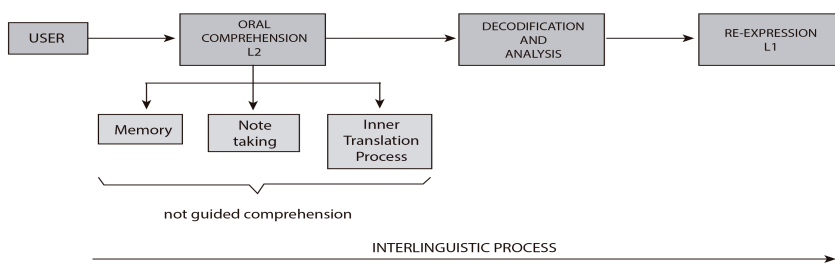 USER
ORAL
COMPREHENSION
L2
DECODIFICATION
AND
ANALYSIS
RE-EXPRESSION
L1
Memory
Note
taking
Inner
Translation
Process
not guided comprehension
INTERLINGUISTIC PROCESS